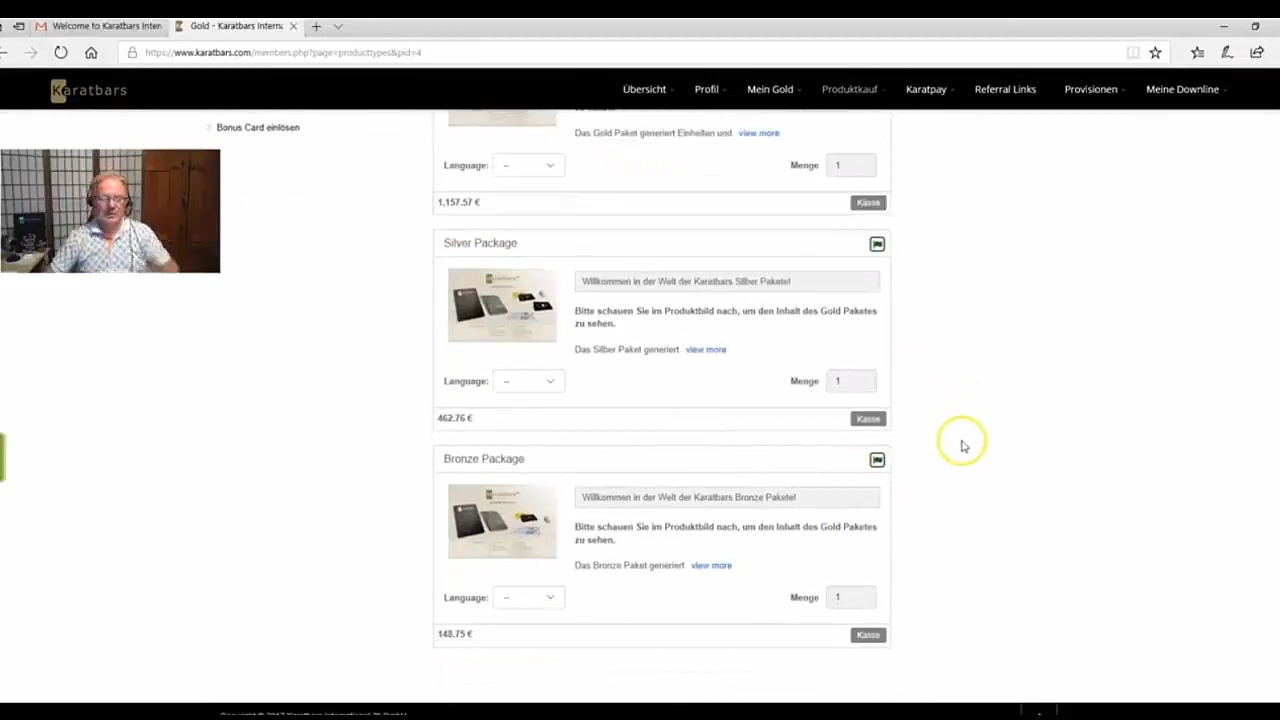 Welcome to Karatbars Inten
Gold - Karatbars Interna
https://www.karatbars.com/members.php?page=producttypes&pid=4
Karatbars
Übersicht
Profil
Mein Gold
Produktkauf
Karatpay
Referral Links
Provisionen
Meine Downline
Bonus Card einlösen
Das Gold Paket generiert Einheiten und view more
Language: --
Menge 1
1,157.57 €
Kasse
Silver Package
Willkommen in der Welt der Karatbars Silber Pakete!
Bitte schauen Sie im Produktbild nach, um den Inhalt des Gold Paketes
zu sehen.
Das Silber Paket generiert view more
Language: --
Menge 1
462.76 €
Kasse
Bronze Package
Willkommen in der Welt der Karatbars Bronze Pakete!
Bitte schauen Sie im Produktbild nach, um den Inhalt des Gold Paketes
zu sehen.
Das Bronze Paket generiert view more
Language: --
Menge 1
148.75 €
Kasse